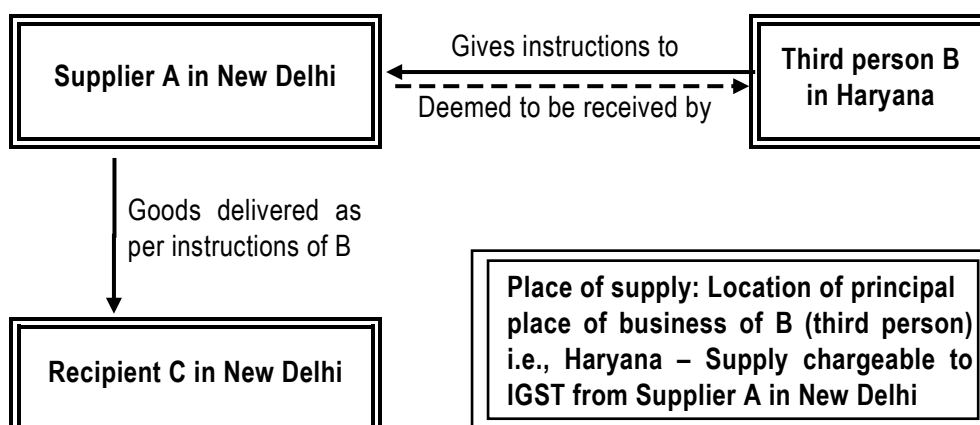 Supplier A in New Delhi
Gives instructions to
Deemed to be received by
Third person B
in Haryana
Goods delivered as
per instructions of B
Recipient C in New Delhi
Place of supply: Location of principal
place of business of B (third person)
i.e., Haryana – Supply chargeable to
IGST from Supplier A in New Delhi